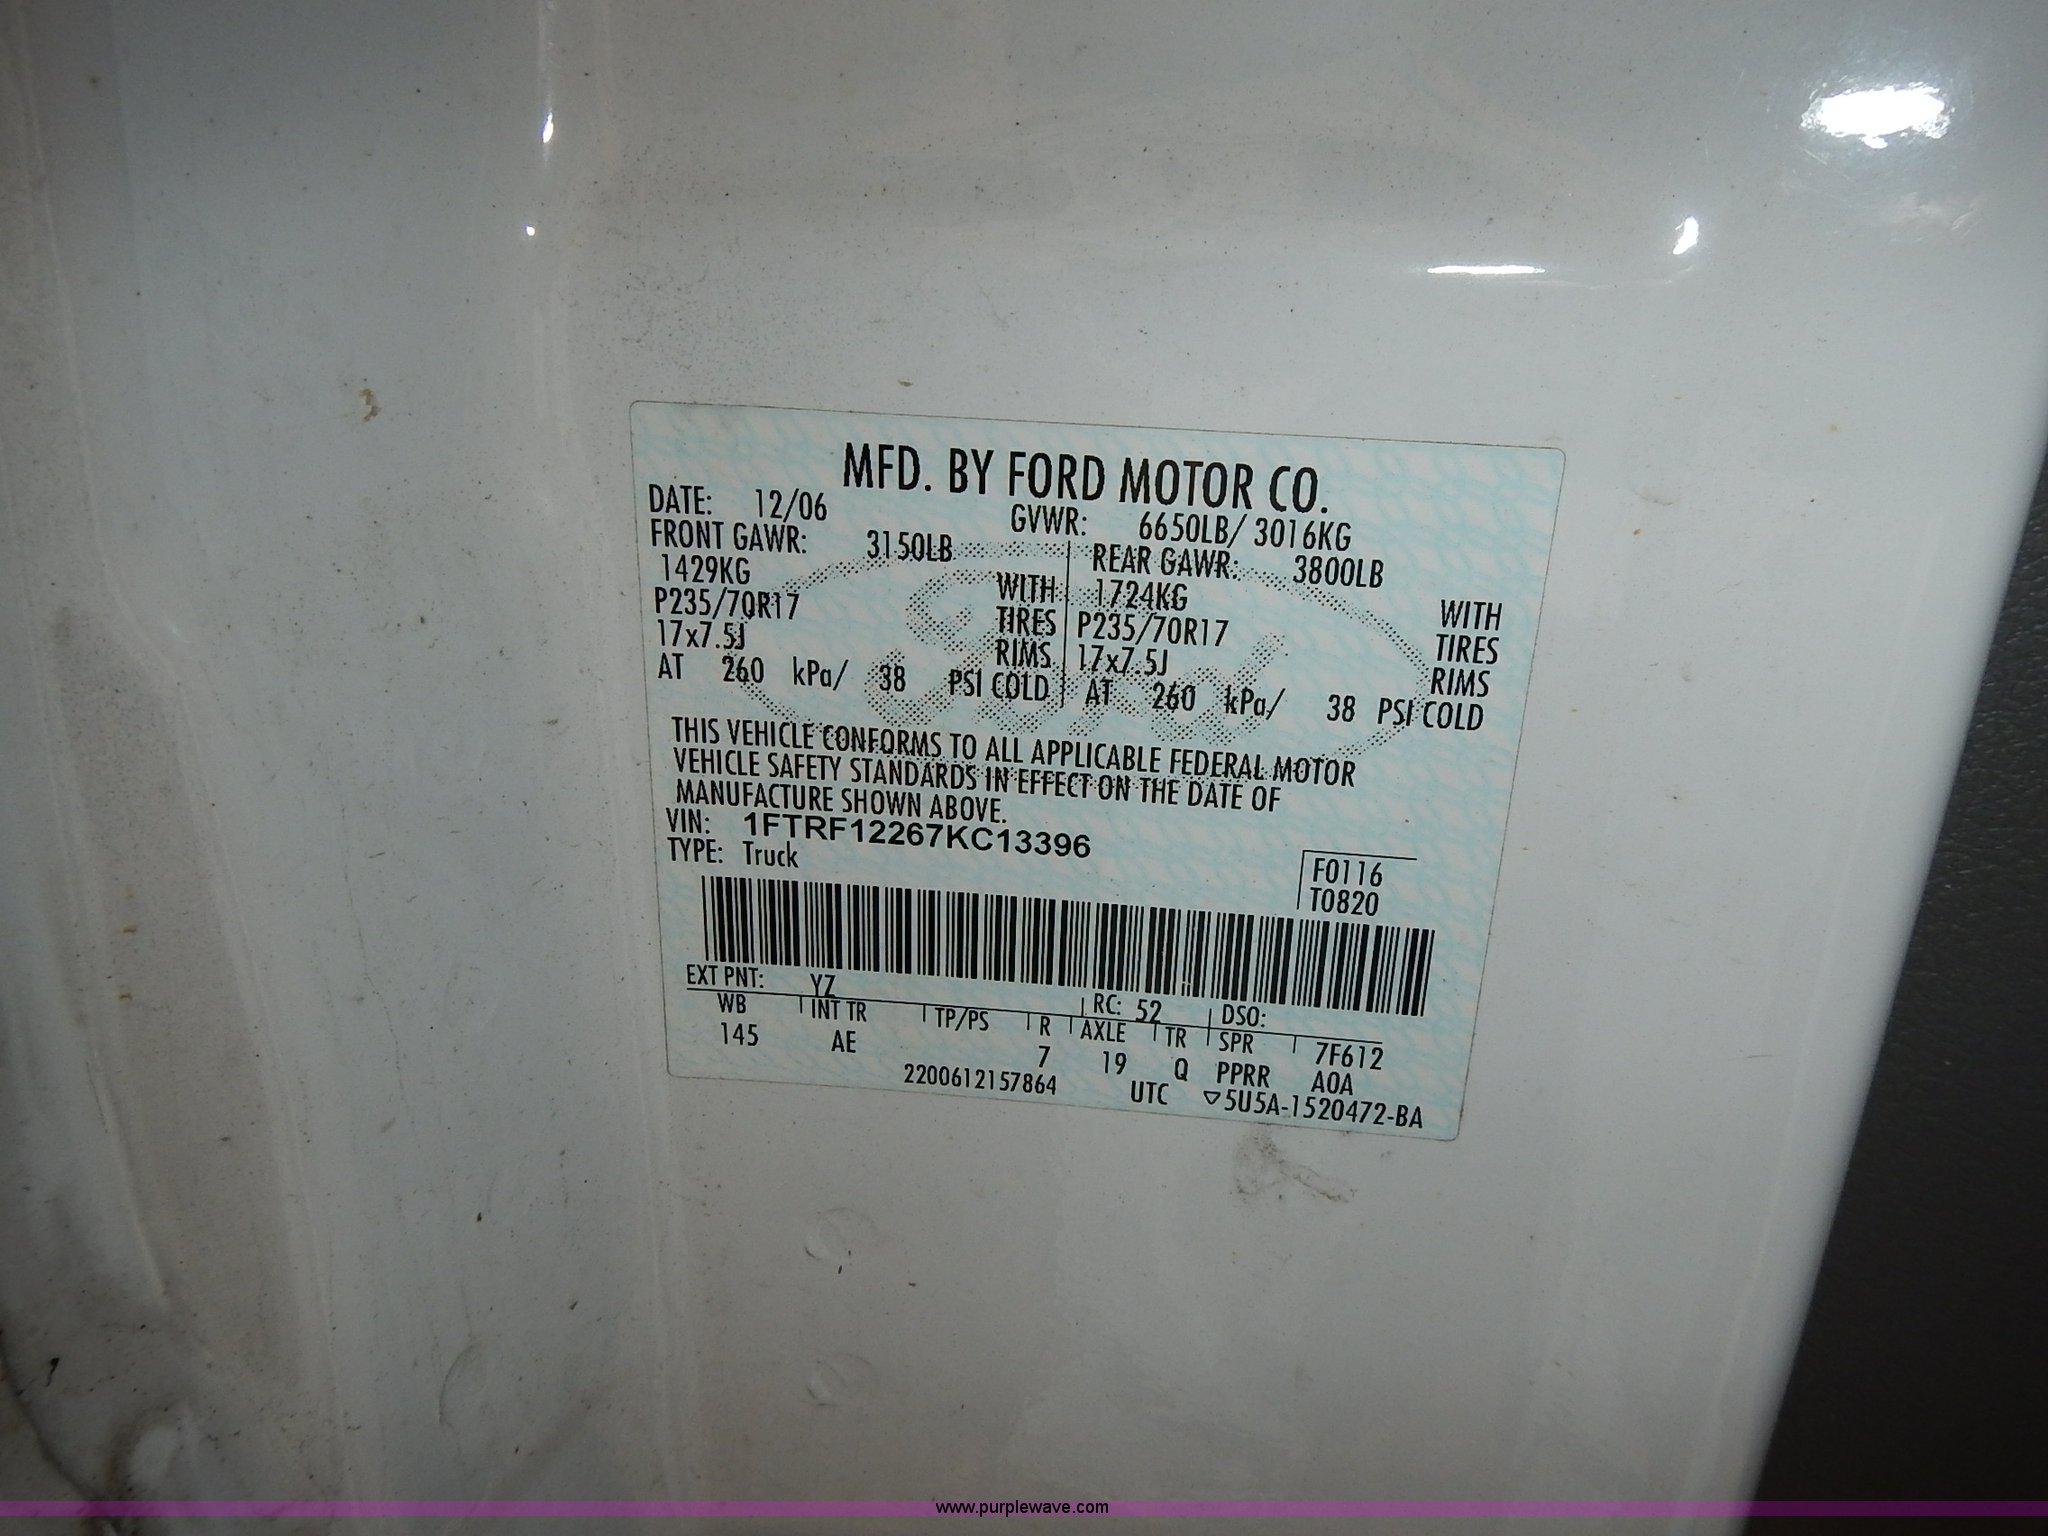 MFD. BY FORD MOTOR CO.
DATE: 12/06 GVWR: 6650LB/ 3016KG
FRONT GAWR: 3150LB REAR GAWR: 3800LB
1429KG WITH 1724KG WITH
P235/70R17 TIRES P235/70R17 TIRES
17x7.5J RIMS 17x7.5J RIMS
AT 260 kPa/ 38 PSI COLD AT 260 kPa/ 38 PSI COLD
THIS VEHICLE CONFORMS TO ALL APPLICABLE FEDERAL MOTOR
VEHICLE SAFETY STANDARDS IN EFFECT ON THE DATE OF
MANUFACTURE SHOWN ABOVE.
VIN: 1FTRF12267KC13396
TYPE: Truck F0116
T0820
EXT PNT: YZ RC: 52 DSO:
WB INT TR TP/PS R AXLE TR SPR 7F612
145 AE 7 19 Q PPRR A0A
2200612157864 UTC ▽5U5A-1520472-BA
Ford
www.purplewave.com